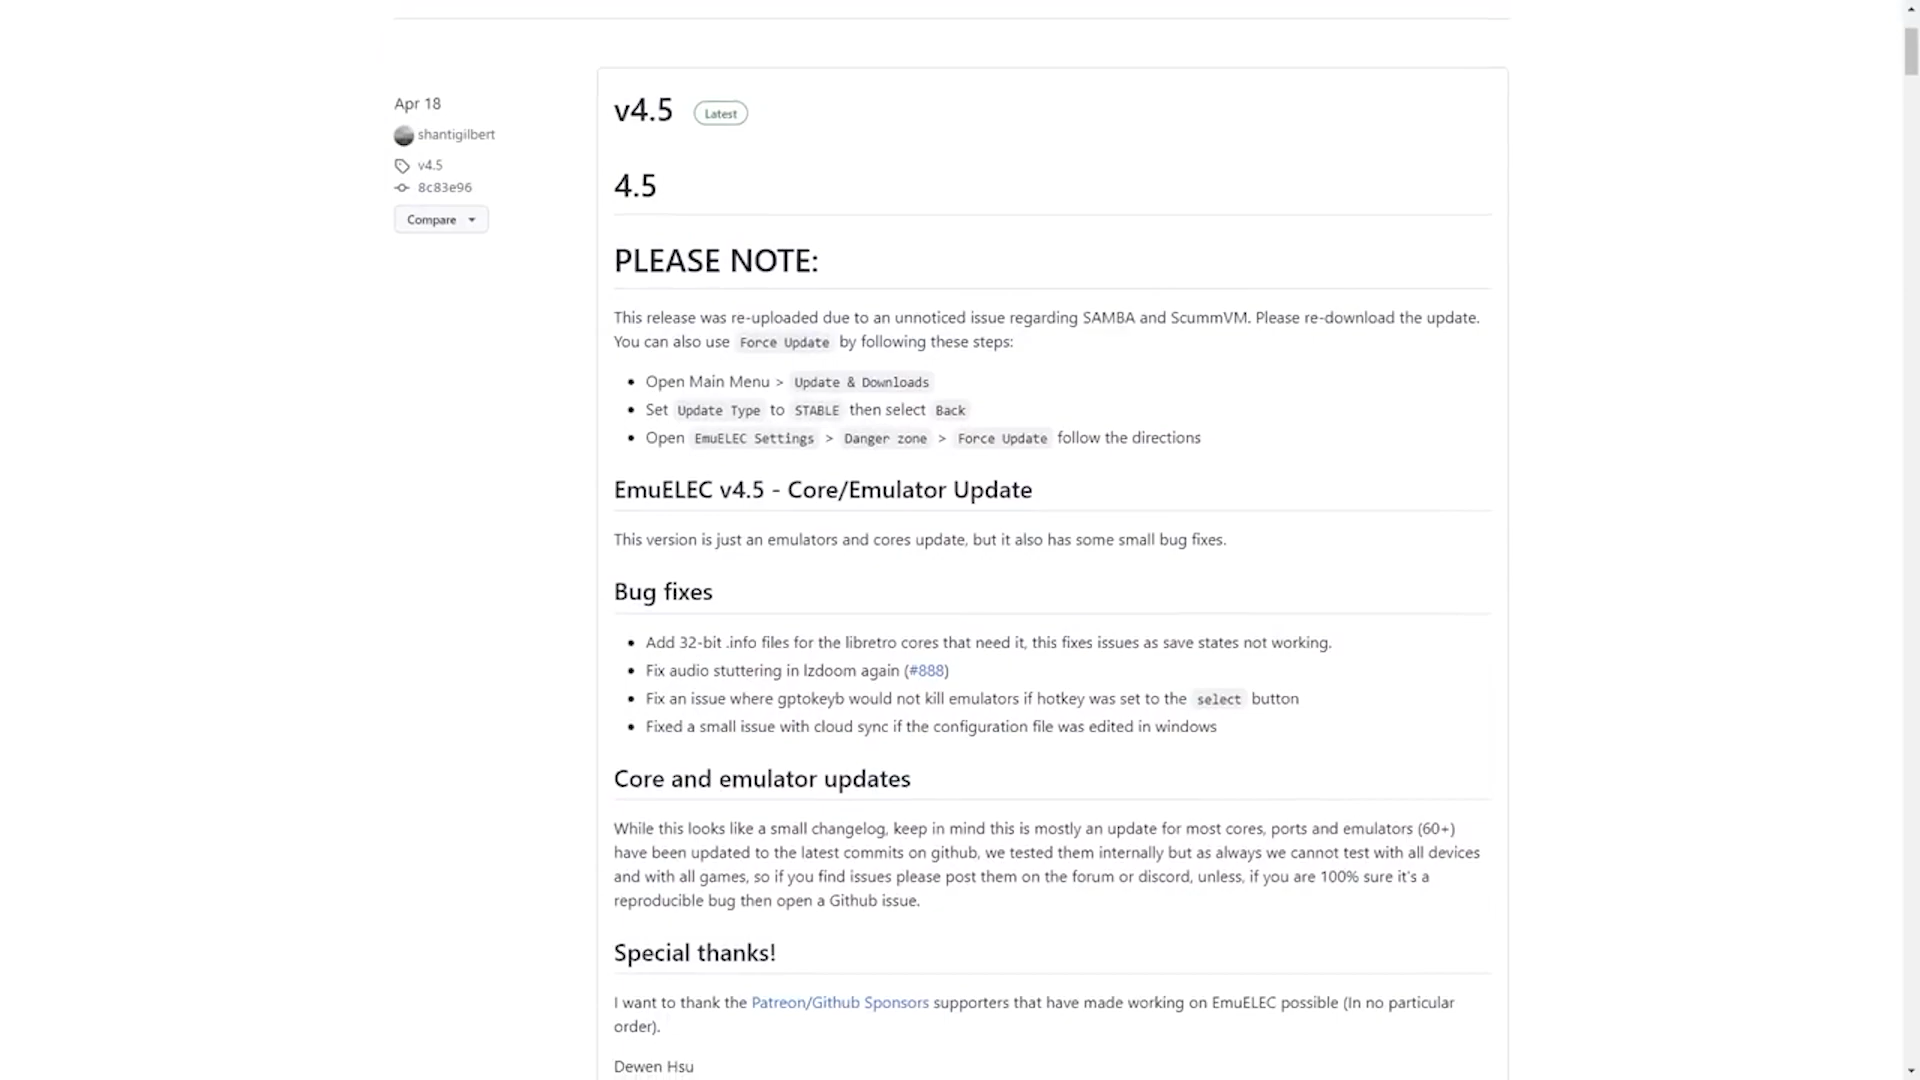 Apr 18
shantigilbert
v4.5
8c83e96
Compare
v4.5 Latest
4.5
PLEASE NOTE:
This release was re-uploaded due to an unnoticed issue regarding SAMBA and ScummVM. Please re-download the update.
You can also use Force Update by following these steps:
• Open Main Menu > Update & Downloads
• Set Update Type to STABLE then select Back
• Open EmuELEC Settings > Danger zone > Force Update follow the directions
EmuELEC v4.5 - Core/Emulator Update
This version is just an emulators and cores update, but it also has some small bug fixes.
Bug fixes
• Add 32-bit .info files for the libretro cores that need it, this fixes issues as save states not working.
• Fix audio stuttering in lzdoom again (#888)
• Fix an issue where gptokeyb would not kill emulators if hotkey was set to the select button
• Fixed a small issue with cloud sync if the configuration file was edited in windows
Core and emulator updates
While this looks like a small changelog, keep in mind this is mostly an update for most cores, ports and emulators (60+)
have been updated to the latest commits on github, we tested them internally but as always we cannot test with all devices
and with all games, so if you find issues please post them on the forum or discord, unless, if you are 100% sure it's a
reproducible bug then open a Github issue.
Special thanks!
I want to thank the Patreon/Github Sponsors supporters that have made working on EmuELEC possible (In no particular
order).
Dewen Hsu